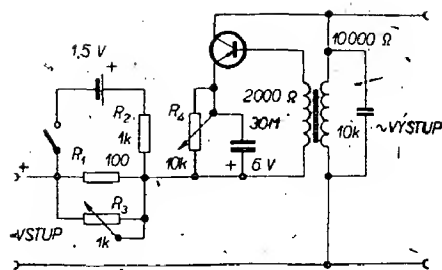 1,5 V
+
R₂
1k
R₁
100
+
R₃
1k
=VSTUP
R₄
10k
30M
+
6 V
2000 Ω
10000 Ω
10k
~VÝSTUP